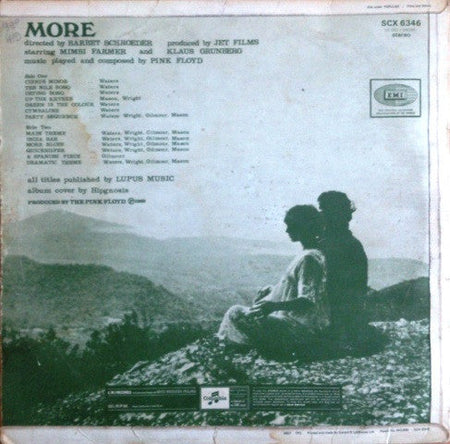 MORE
SCX 6346
stereo
directed by BARBET SCHROEDER produced by JET FILMS
starring MIMSI FARMER and KLAUS GRUNBERG
music played and composed by PINK FLOYD
EMI
Side One
CIRRUS MINOR Waters
THE NILE SONG Waters
CRYING SONG Waters
UP THE KHYBER Mason, Wright
GREEN IS THE COLOUR Waters
CYMBALINE Waters
PARTY SEQUENCE Waters, Wright, Gilmour, Mason
Side Two
MAIN THEME Waters, Wright, Gilmour, Mason
IBIZA BAR Waters, Wright, Gilmour, Mason
MORE BLUES Waters, Wright, Gilmour, Mason
QUICKSILVER Waters, Wright, Gilmour, Mason
A SPANISH PIECE Gilmour
DRAMATIC THEME Waters, Wright, Gilmour, Mason
all titles published by LUPUS MUSIC
album cover by Hipgnosis
PRODUCED BY THE PINK FLOYD ℗1969
Columbia